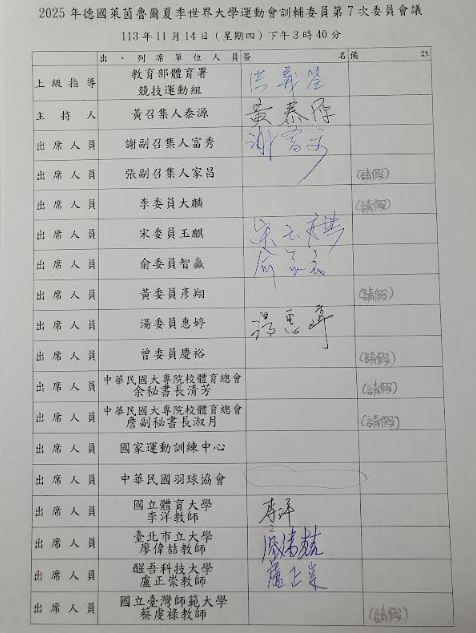 2025年德國萊茵魯爾夏季世界大學運動會訓輔委員第7次委員會議
113年11月14日(星期四)下午3時40分
出、列席單位人員 簽名 備註
上級指導 教育部體育署
競技運動組 洪義筌
主持人 黃召集人泰源 黃泰源
出席人員 謝副召集人富秀 謝富秀
出席人員 張副召集人家昌 (請假)
出席人員 李委員大麟 (請假)
出席人員 宋委員玉麒 宋玉麒
出席人員 俞委員智贏 俞智贏
出席人員 黃委員彥翔 (請假)
出席人員 湯委員惠婷 湯惠婷
出席人員 曾委員慶裕 (請假)
出席人員 中華民國大專院校體育總會
余秘書長清芳 (請假)
出席人員 中華民國大專院校體育總會
詹副秘書長淑月 (請假)
出席人員 國家運動訓練中心
出席人員 中華民國羽球協會
出席人員 國立體育大學
李洋教師 李洋
出席人員 臺北市立大學
廖偉喆教師 廖偉喆
出席人員 醒吾科技大學
盧正崇教師 盧正崇
出席人員 國立臺灣師範大學
蔡虔祿教師 (請假)